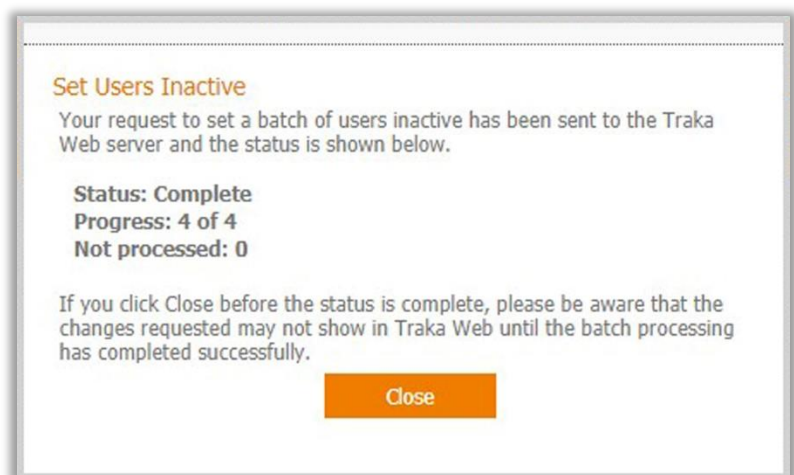 Set Users Inactive
Your request to set a batch of users inactive has been sent to the Traka
Web server and the status is shown below.
Status: Complete
Progress: 4 of 4
Not processed: 0
If you click Close before the status is complete, please be aware that the
changes requested may not show in Traka Web until the batch processing
has completed successfully.
Close